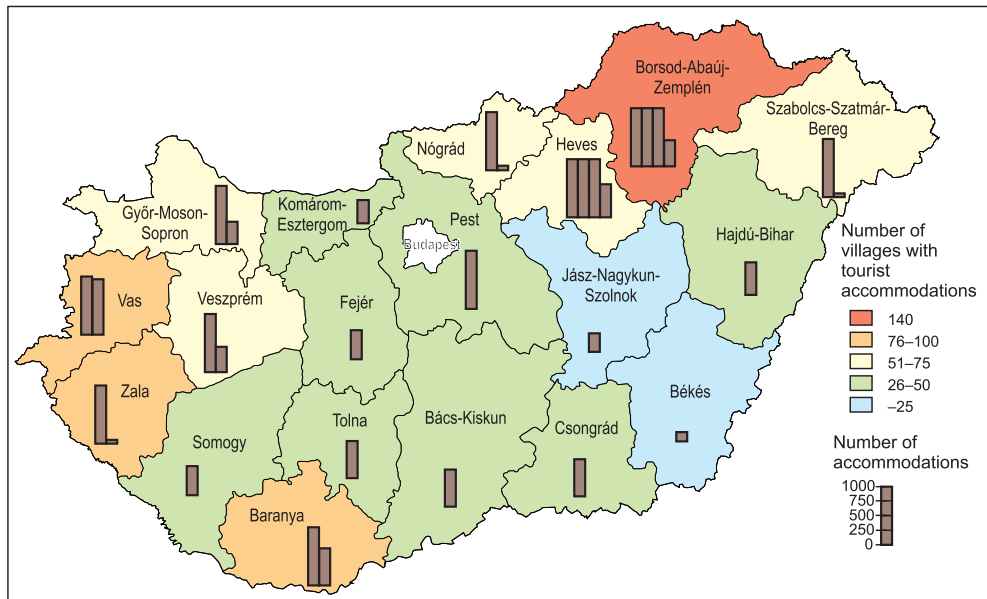 Borsod-Abaúj-
Zemplén
Szabolcs-Szatmár-
Bereg
Nógrád
Heves
Győr-Moson-
Sopron
Komárom-
Esztergom
Pest
Budapest
Hajdú-Bihar
Jász-Nagykun-
Szolnok
Vas
Veszprém
Fejér
Zala
Békés
Somogy
Tolna
Bács-Kiskun
Csongrád
Baranya
Number of
villages with
tourist
accommodations
140
76–100
51–75
26–50
–25
Number of
accommodations
1000
750
500
250
0